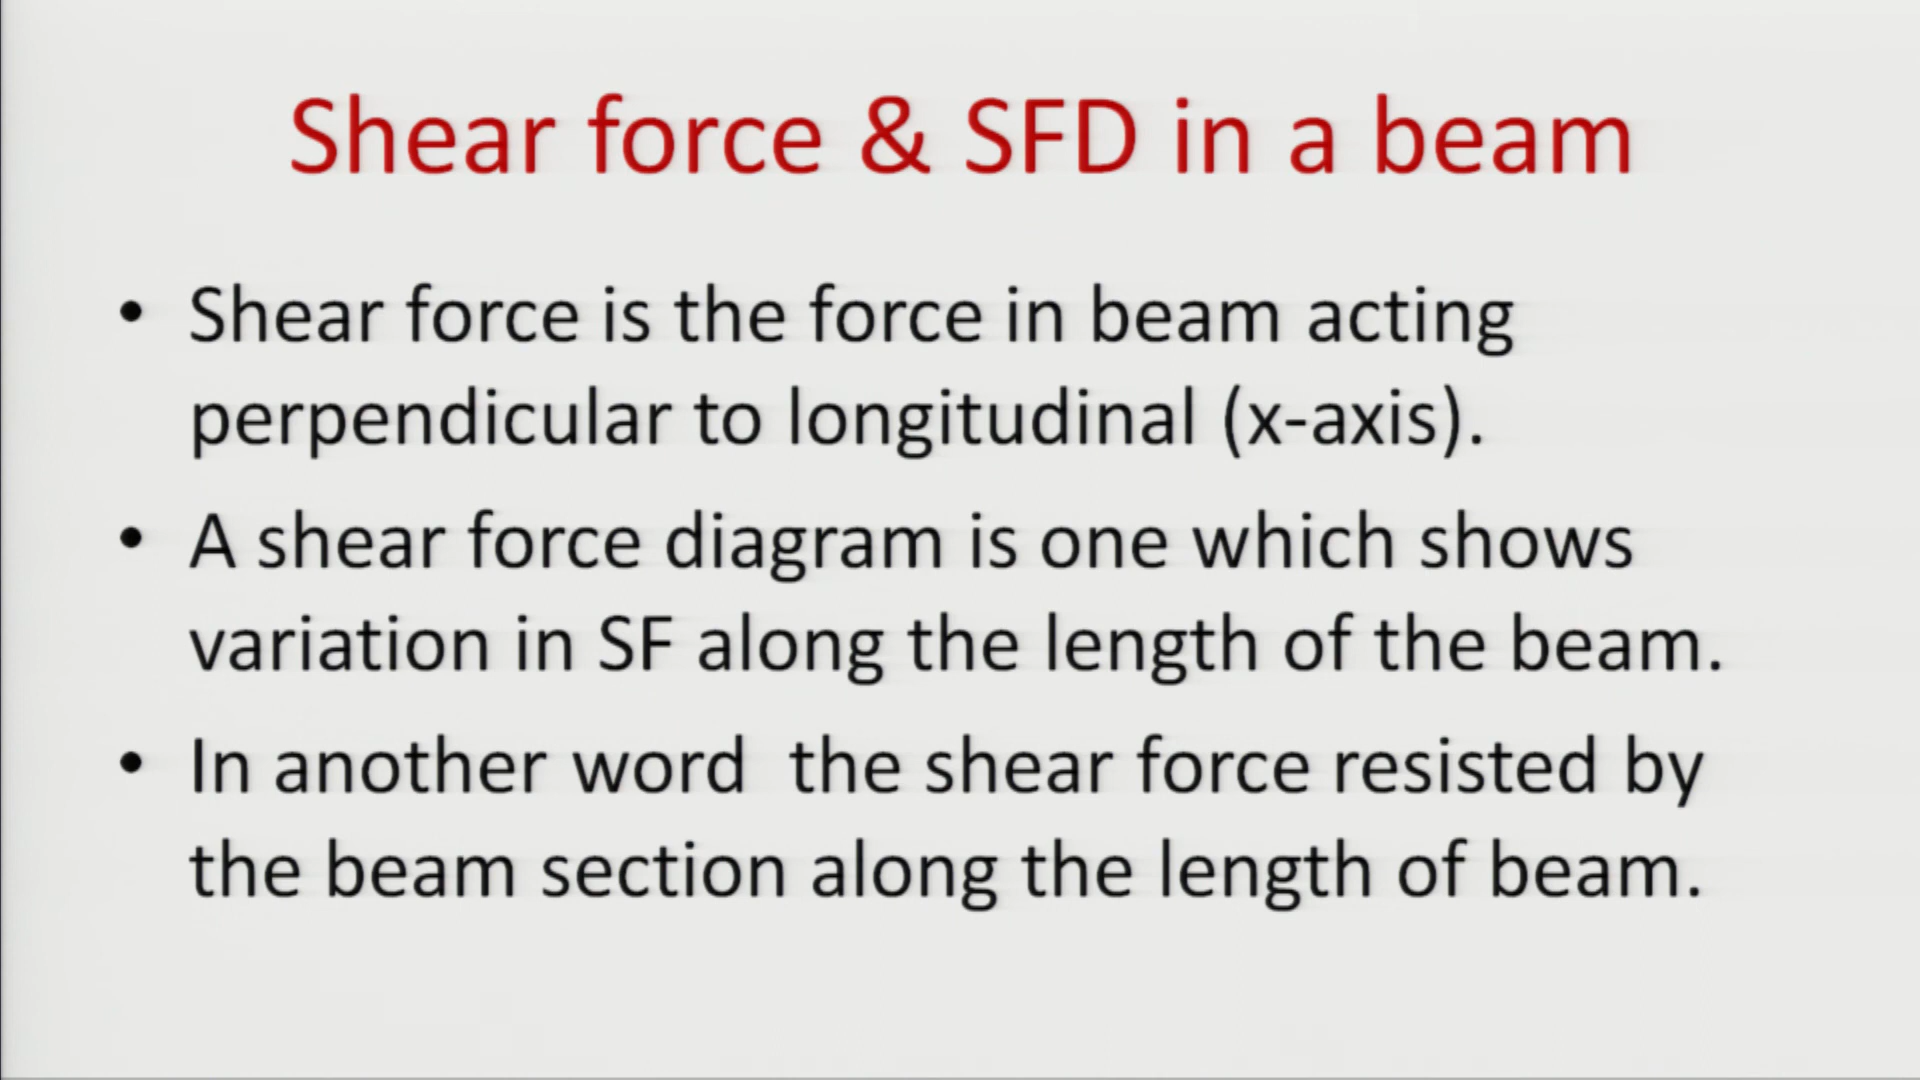 Shear force & SFD in a beam
• Shear force is the force in beam acting
perpendicular to longitudinal (x-axis).
• A shear force diagram is one which shows
variation in SF along the length of the beam.
• In another word  the shear force resisted by
the beam section along the length of beam.